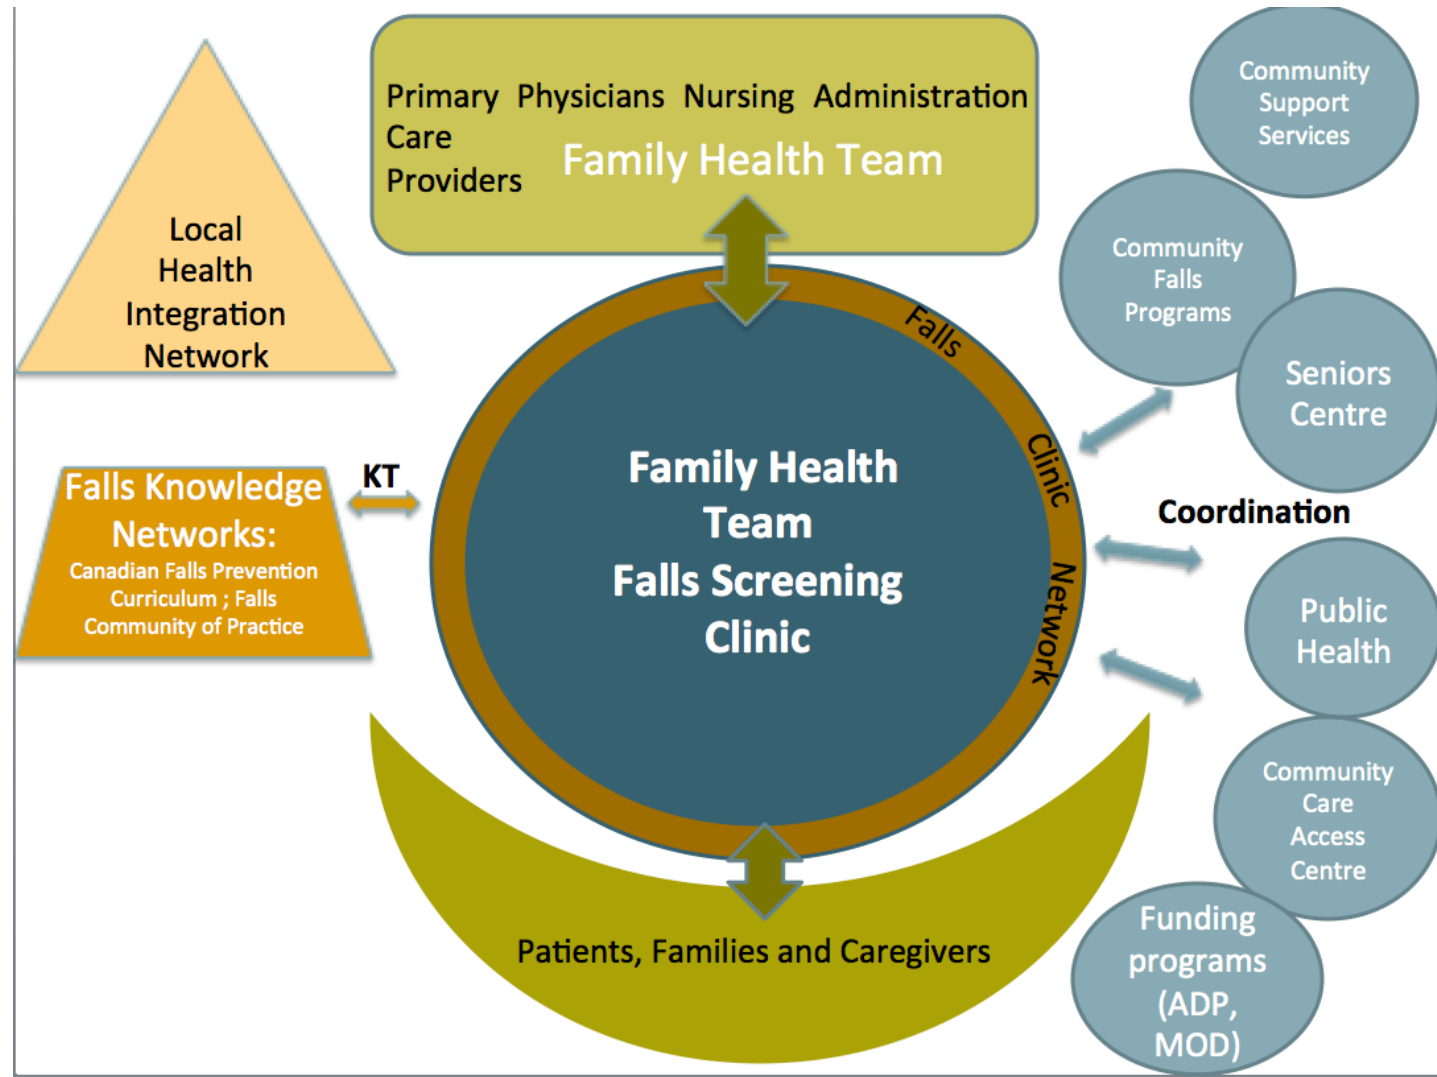 Primary Physicians Nursing Administration
Care
Providers
Family Health Team
Local
Health
Integration
Network
Falls Knowledge
Networks:
Canadian Falls Prevention
Curriculum ; Falls
Community of Practice
KT
Family Health
Team
Falls Screening
Clinic
Falls
Clinic
Network
Patients, Families and Caregivers
Community
Support
Services
Community
Falls
Programs
Seniors
Centre
Coordination
Public
Health
Community
Care
Access
Centre
Funding
programs
(ADP,
MOD)